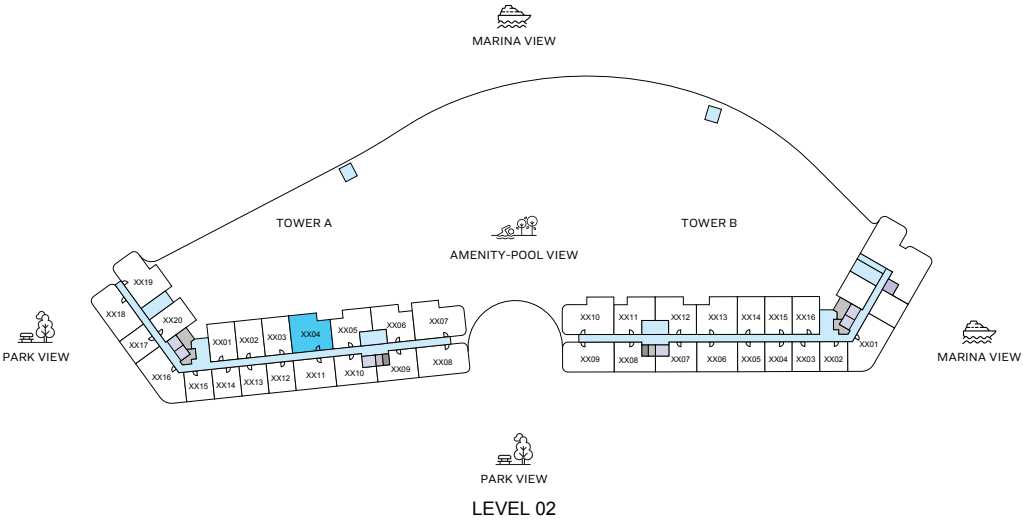 MARINA VIEW
TOWER A
TOWER B
AMENITY-POOL VIEW
XX19
XX18
XX20
XX17
XX16
XX01
XX02
XX03
XX04
XX05
XX06
XX07
XX15
XX14
XX13
XX12
XX11
XX10
XX09
XX08
XX10
XX11
XX12
XX13
XX14
XX15
XX16
XX09
XX08
XX07
XX06
XX05
XX04
XX03
XX02
XX01
PARK VIEW
MARINA VIEW
PARK VIEW
LEVEL 02